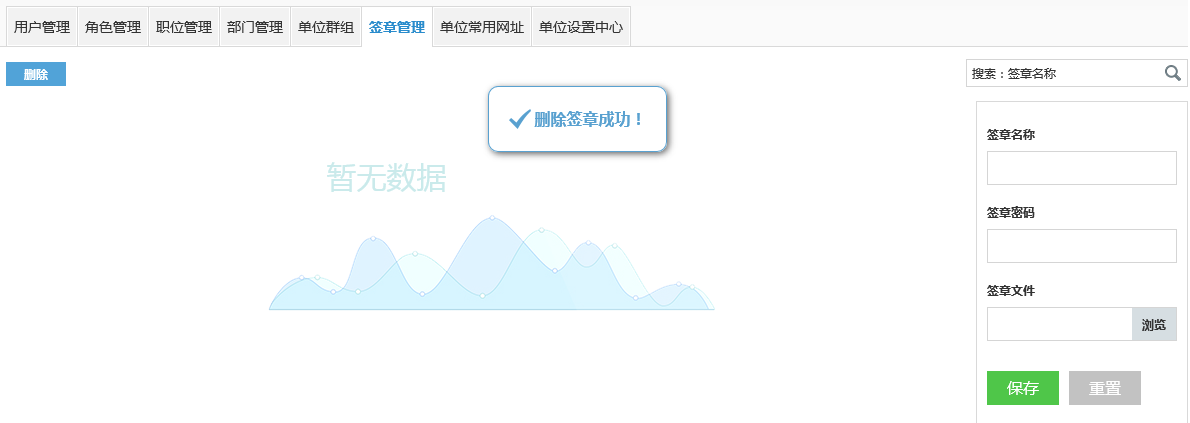 用户管理 角色管理 职位管理 部门管理 单位群组 签章管理 单位常用网址 单位设置中心
删除
搜索：签章名称
删除签章成功！
暂无数据
签章名称
签章密码
签章文件
浏览
保存 重置